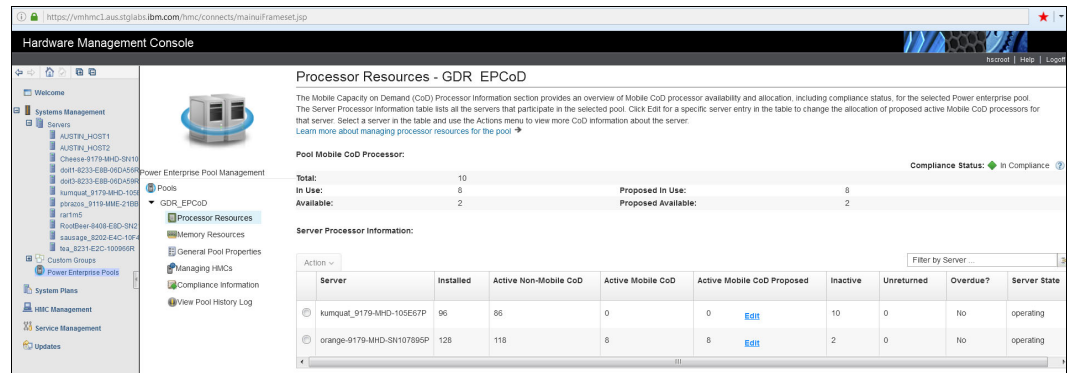 https://vmhmc1.aus.stglabs.ibm.com/hmc/connects/mainuiFrameset.jsp
Hardware Management Console
hscroot | Help | Logoff
Welcome
Systems Management
Servers
AUSTIN_HOST1
AUSTIN_HOST2
Cheese-9179-MHD-SN10
doit1-8233-E8B-06DA56R
doit3-8233-E8B-06DA59R
kumquat_9179-MHD-105E
pbrazos_9119-MME-21BB
rar1m5
RootBeer-8408-E8D-SN2
sausage_8202-E4C-10F4
tea_8231-E2C-100966R
Custom Groups
Power Enterprise Pools
System Plans
HMC Management
Service Management
Updates
Power Enterprise Pool Management
Pools
GDR_EPCoD
Processor Resources
Memory Resources
General Pool Properties
Managing HMCs
Compliance Information
View Pool History Log
Processor Resources - GDR EPCoD
The Mobile Capacity on Demand (CoD) Processor Information section provides an overview of Mobile CoD processor availability and allocation, including compliance status, for the selected Power enterprise pool.
The Server Processor Information table lists all the servers that participate in the selected pool. Click Edit for a specific server entry in the table to change the allocation of proposed active Mobile CoD processors for
that server. Select a server in the table and use the Actions menu to view more CoD information about the server.
Learn more about managing processor resources for the pool
Pool Mobile CoD Processor:
Compliance Status: In Compliance ?
Total: 10
In Use: 8 Proposed In Use: 8
Available: 2 Proposed Available: 2
Server Processor Information:
Action Filter by Server ...
Server Installed Active Non-Mobile CoD Active Mobile CoD Active Mobile CoD Proposed Inactive Unreturned Overdue? Server State
kumquat_9179-MHD-105E67P 96 86 0 0 Edit 10 0 No operating
orange-9179-MHD-SN107895P 128 118 8 8 Edit 2 0 No operating